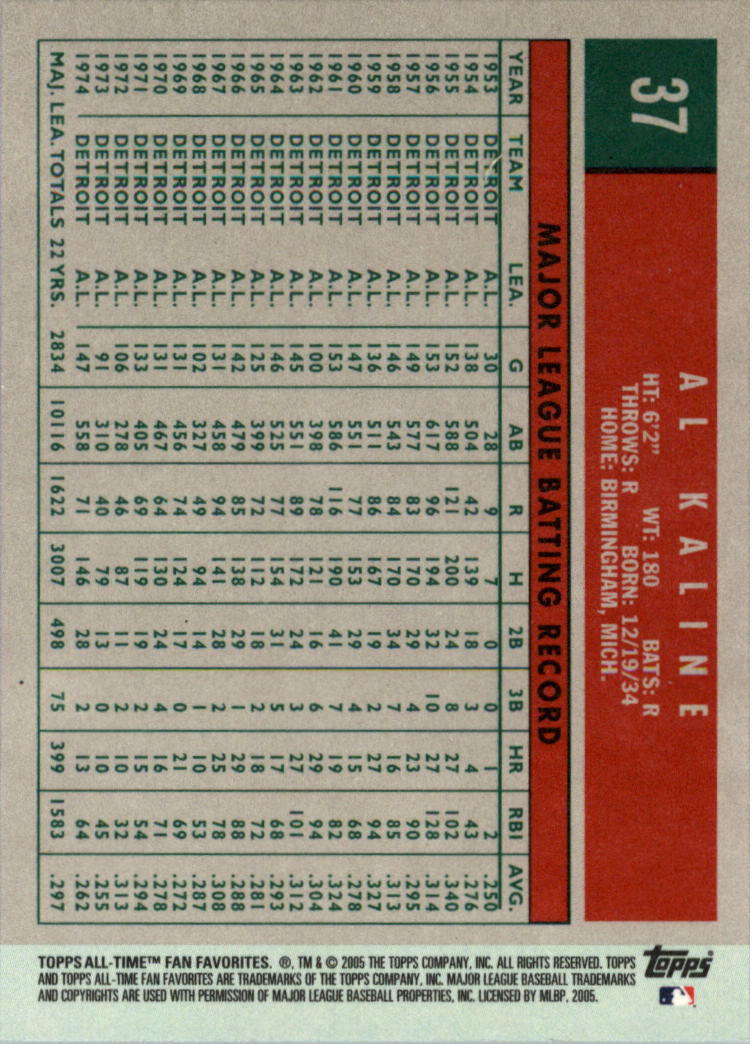 37
AL KALINE
HT: 6'2" WT: 180 BATS: R
THROWS: R BORN: 12/19/34
HOME: BIRMINGHAM, MICH.
MAJOR LEAGUE BATTING RECORD
YEAR TEAM LEA. G AB R H 2B 3B HR RBI AVG.
1953 DETROIT A.L. 30 28 9 7 0 0 1 2 .250
1954 DETROIT A.L. 138 504 42 139 18 3 4 43 .276
1955 DETROIT A.L. 152 588 121 200 24 8 27 102 .340
1956 DETROIT A.L. 153 617 96 194 32 10 27 128 .314
1957 DETROIT A.L. 149 577 83 170 29 4 23 90 .295
1958 DETROIT A.L. 146 543 84 170 34 7 16 85 .313
1959 DETROIT A.L. 136 511 86 167 19 2 27 94 .327
1960 DETROIT A.L. 147 551 77 153 29 4 15 68 .278
1961 DETROIT A.L. 153 586 116 190 41 7 19 82 .324
1962 DETROIT A.L. 100 398 78 121 16 6 29 94 .304
1963 DETROIT A.L. 145 551 89 172 24 3 27 101 .312
1964 DETROIT A.L. 146 525 77 154 31 5 17 68 .293
1965 DETROIT A.L. 125 399 72 112 18 2 18 72 .281
1966 DETROIT A.L. 142 479 85 138 29 1 29 88 .288
1967 DETROIT A.L. 131 458 94 141 28 2 25 78 .308
1968 DETROIT A.L. 102 327 49 94 14 1 10 53 .287
1969 DETROIT A.L. 131 456 74 124 17 0 21 69 .272
1970 DETROIT A.L. 131 467 64 130 24 4 16 71 .278
1971 DETROIT A.L. 133 405 69 119 19 2 15 54 .294
1972 DETROIT A.L. 106 278 46 87 11 2 10 32 .313
1973 DETROIT A.L. 91 310 40 79 13 0 10 45 .255
1974 DETROIT A.L. 147 558 71 146 28 2 13 64 .262
MAJ. LEA. TOTALS 22 YRS. 2834 10116 1622 3007 498 75 399 1583 .297
TOPPS ALL-TIME™ FAN FAVORITES. ®, TM & © 2005 THE TOPPS COMPANY, INC. ALL RIGHTS RESERVED. TOPPS
AND TOPPS ALL-TIME FAN FAVORITES ARE TRADEMARKS OF THE TOPPS COMPANY, INC. MAJOR LEAGUE BASEBALL TRADEMARKS
AND COPYRIGHTS ARE USED WITH PERMISSION OF MAJOR LEAGUE BASEBALL PROPERTIES, INC. LICENSED BY MLBP, 2005.
topps